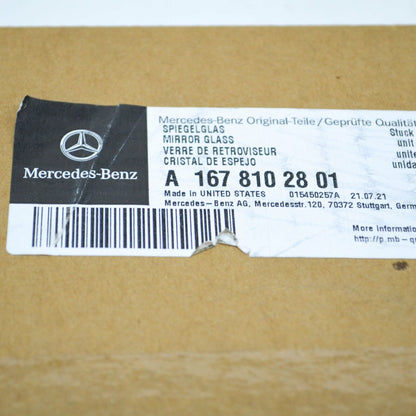 Mercedes-Benz
Mercedes-Benz Original-Teile/Geprüfte Qualität
SPIEGELGLAS
MIRROR GLASS
VERRE DE RETROVISEUR
CRISTAL DE ESPEJO
Stuck
unit
unité
unida
A 167 810 28 01
Made in UNITED STATES 015450257A 21.07.21
Mercedes-Benz AG, Mercedesstr.120, 70372 Stuttgart, Germ
More Informatio
http://p.mb-q